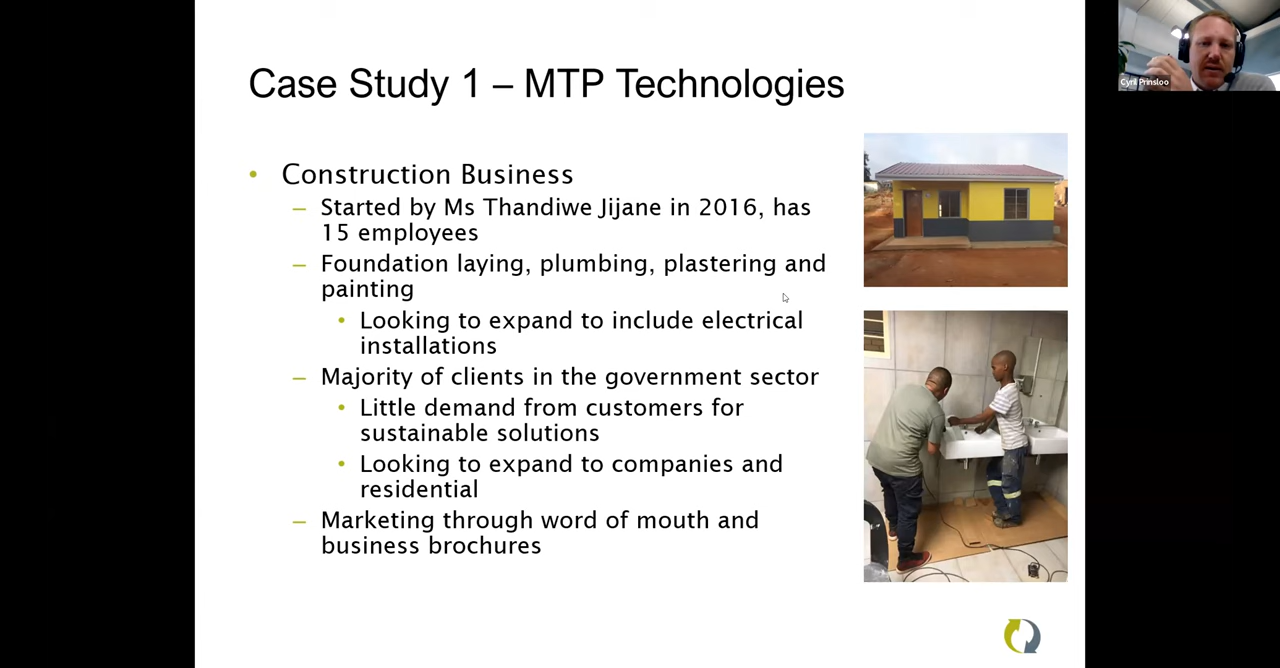 Case Study 1 – MTP Technologies
• Construction Business
– Started by Ms Thandiwe Jijane in 2016, has
15 employees
– Foundation laying, plumbing, plastering and
painting
• Looking to expand to include electrical
installations
– Majority of clients in the government sector
• Little demand from customers for
sustainable solutions
• Looking to expand to companies and
residential
– Marketing through word of mouth and
business brochures
Cyril Prinsloo